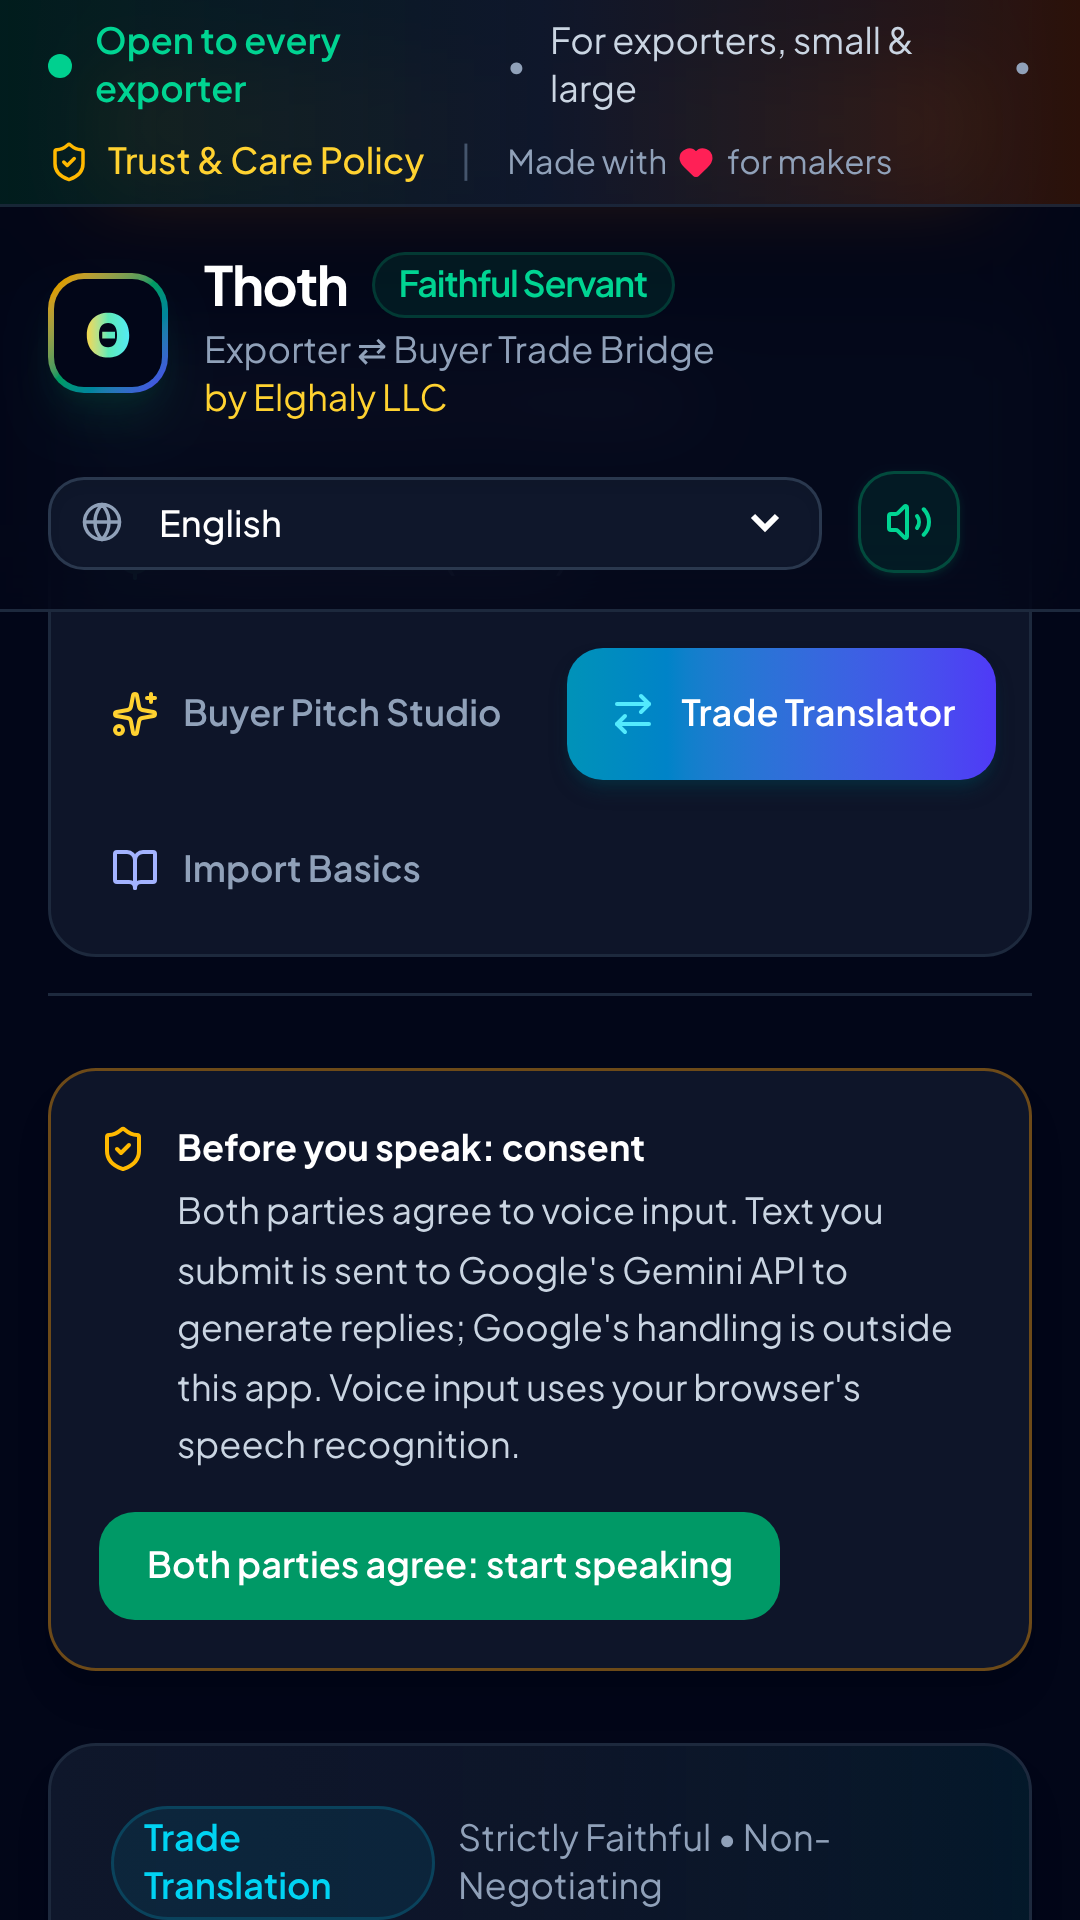 Open to every
exporter
• For exporters, small &
large •
Trust & Care Policy | Made with ❤ for makers
Thoth Faithful Servant
Exporter ⇄ Buyer Trade Bridge
by Elghaly LLC
English
Buyer Pitch Studio
Trade Translator
Import Basics
Before you speak: consent
Both parties agree to voice input. Text you
submit is sent to Google's Gemini API to
generate replies; Google's handling is outside
this app. Voice input uses your browser's
speech recognition.
Both parties agree: start speaking
Trade
Translation
Strictly Faithful • Non-
Negotiating